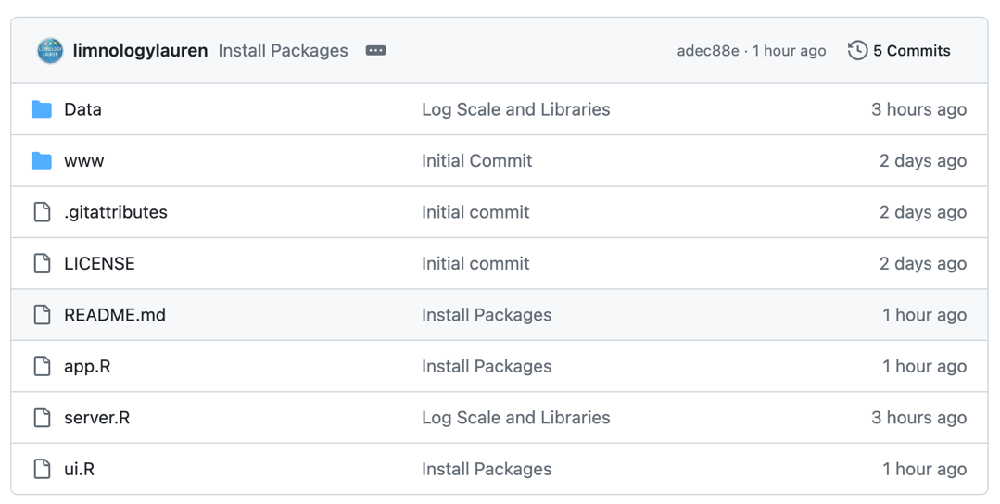 limnologylauren Install Packages adec88e · 1 hour ago 5 Commits
Data Log Scale and Libraries 3 hours ago
www Initial Commit 2 days ago
.gitattributes Initial commit 2 days ago
LICENSE Initial commit 2 days ago
README.md Install Packages 1 hour ago
app.R Install Packages 1 hour ago
server.R Log Scale and Libraries 3 hours ago
ui.R Install Packages 1 hour ago